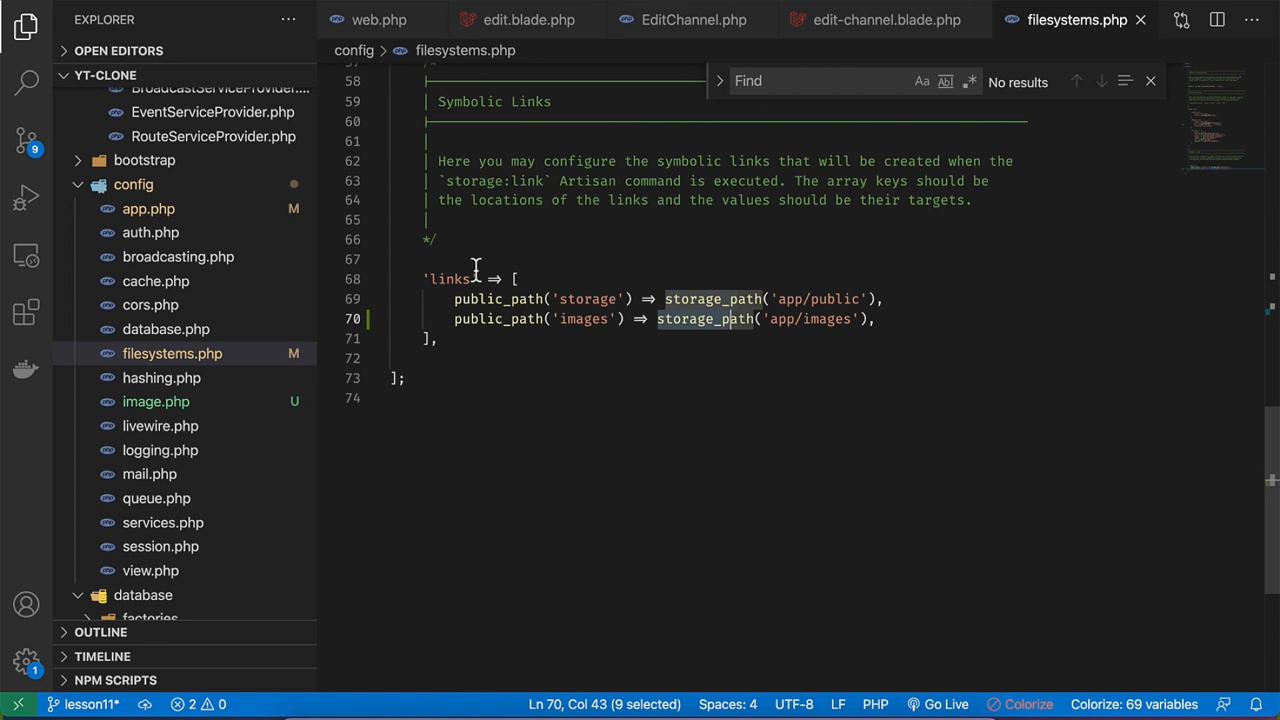 EXPLORER
OPEN EDITORS
YT-CLONE
BroadcastServiceProvider....
EventServiceProvider.php
RouteServiceProvider.php
bootstrap
config
app.php M
auth.php
broadcasting.php
cache.php
cors.php
database.php
filesystems.php M
hashing.php
image.php U
livewire.php
logging.php
mail.php
queue.php
services.php
session.php
view.php
database
factories
OUTLINE
TIMELINE
NPM SCRIPTS
9
1
web.php edit.blade.php EditChannel.php edit-channel.blade.php filesystems.php
config > filesystems.php
Find Aa Ab No results
57 /*
58 |
59 | Symbolic Links
60 |
61 |
62 | Here you may configure the symbolic links that will be created when the
63 | `storage:link` Artisan command is executed. The array keys should be
64 | the locations of the links and the values should be their targets.
65 |
66 */
67
68 'links' => [
69 public_path('storage') => storage_path('app/public'),
70 public_path('images') => storage_path('app/images'),
71 ],
72
73 ];
74
lesson11* 2 0 Ln 70, Col 43 (9 selected) Spaces: 4 UTF-8 LF PHP Go Live Colorize Colorize: 69 variables